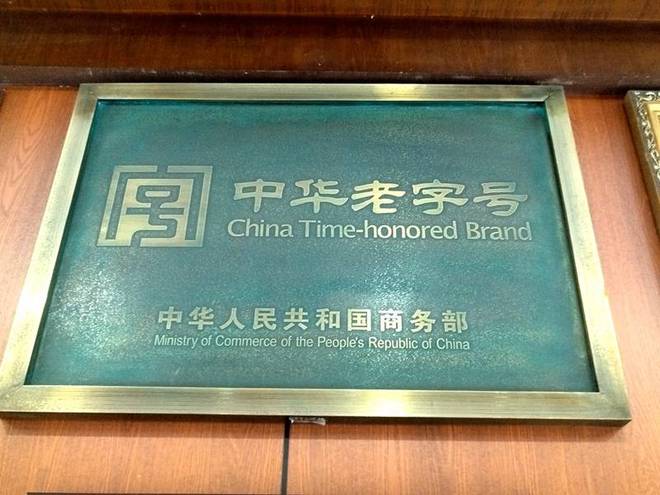 中华老字号
China Time-honored Brand
中华人民共和国商务部
Ministry of Commerce of the People's Republic of China